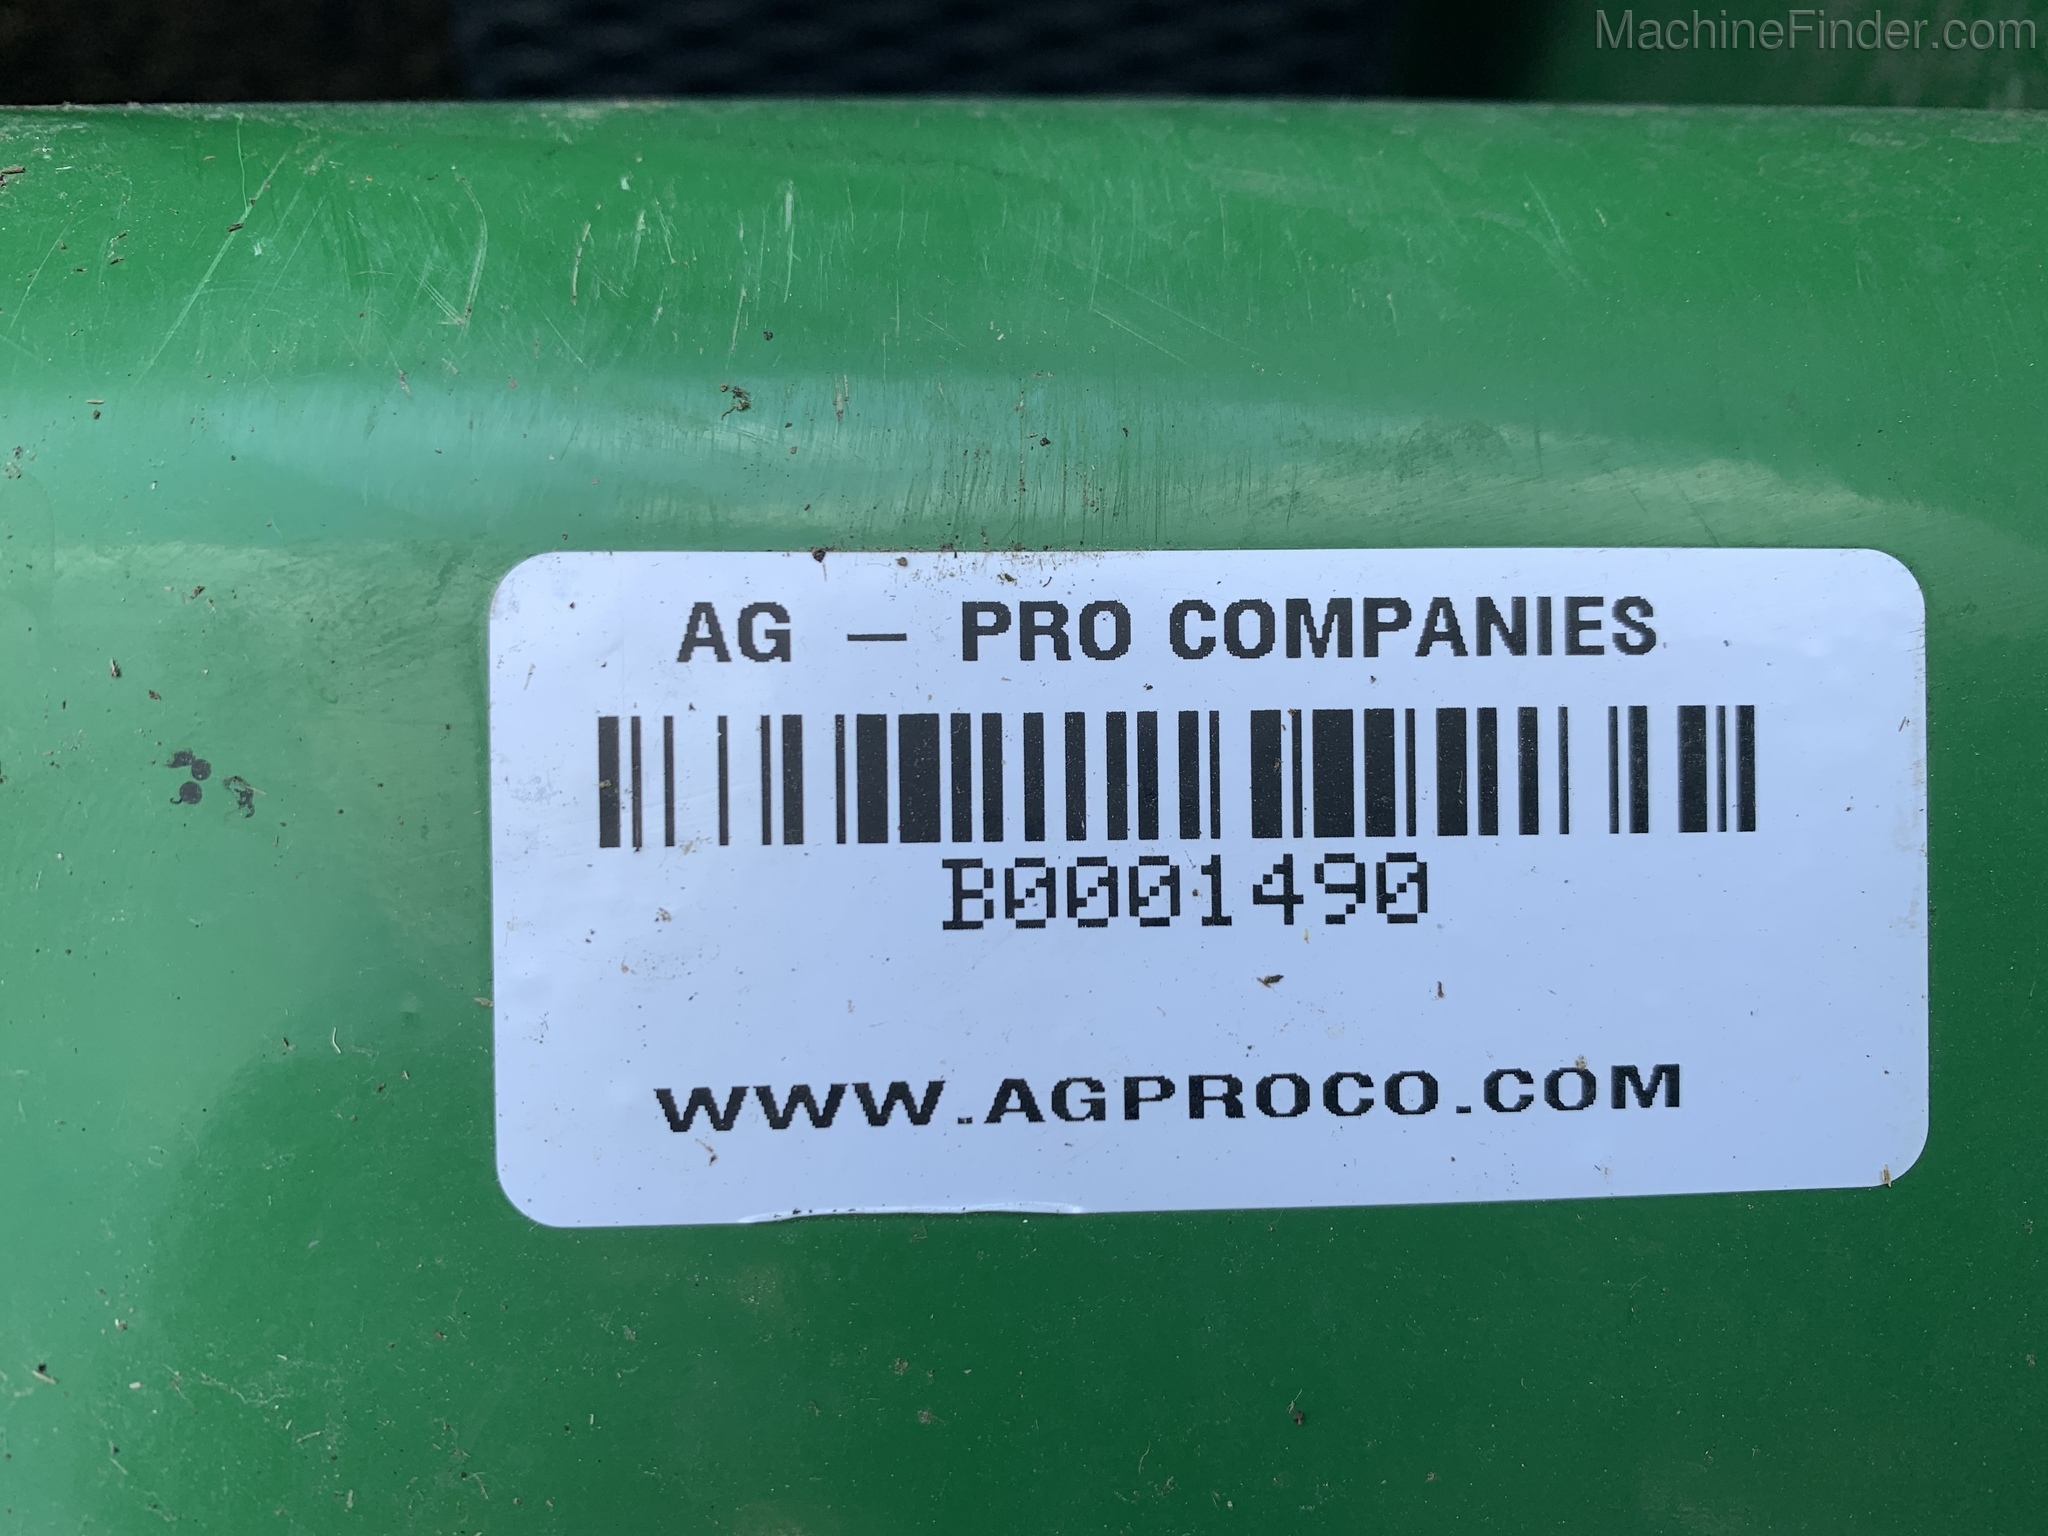 MachineFinder.com
AG - PRO COMPANIES
B0001490
WWW.AGPROCO.COM